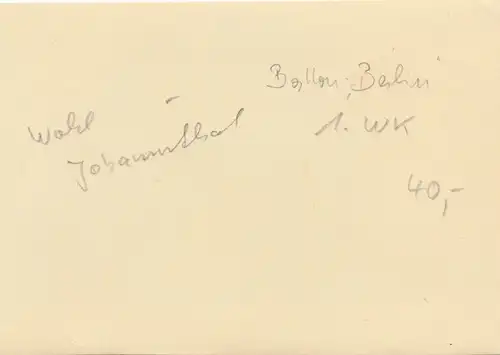 Ballon; Berlin
1. WK
40,-
Wohl
Johannisthal